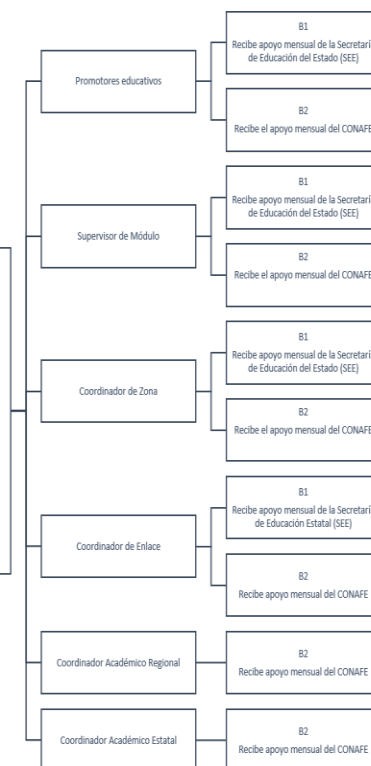 Promotores educativos
B1
Recibe apoyo mensual de la Secretarí
de Educación del Estado (SEE)
B2
Recibe el apoyo mensual del CONAFE
Supervisor de Módulo
B1
Recibe apoyo mensual de la Secretarí
de Educación del Estado (SEE)
B2
Recibe el apoyo mensual del CONAFE
Coordinador de Zona
B1
Recibe apoyo mensual de la Secretarí
de Educación del Estado (SEE)
B2
Recibe el apoyo mensual del CONAFE
Coordinador de Enlace
B1
Recibe apoyo mensual de la Secretarí
de Educación Estatal (SEE)
B2
Recibe apoyo mensual del CONAFE
Coordinador Académico Regional
B2
Recibe apoyo mensual del CONAFE
Coordinador Académico Estatal
B2
Recibe apoyo mensual del CONAFE